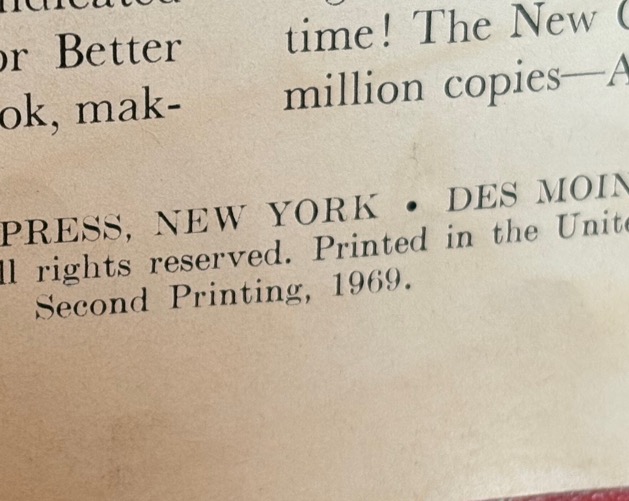 or Better
ok, mak-
time! The New
million copies—A
PRESS, NEW YORK • DES MOIN
ll rights reserved. Printed in the Unite
Second Printing, 1969.